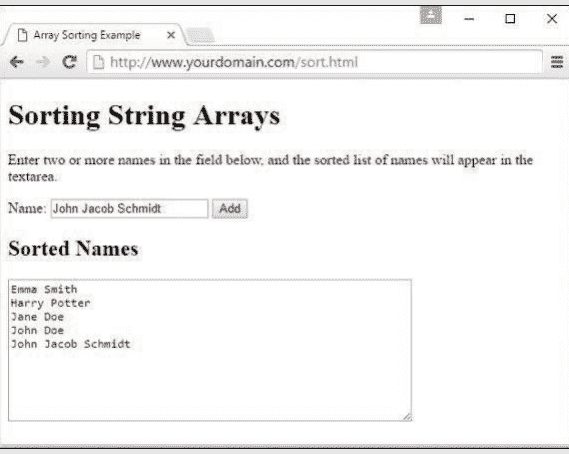 Array Sorting Example
http://www.yourdomain.com/sort.html
Sorting String Arrays
Enter two or more names in the field below, and the sorted list of names will appear in the
textarea.
Name: John Jacob Schmidt Add
Sorted Names
Emma Smith
Harry Potter
Jane Doe
John Doe
John Jacob Schmidt